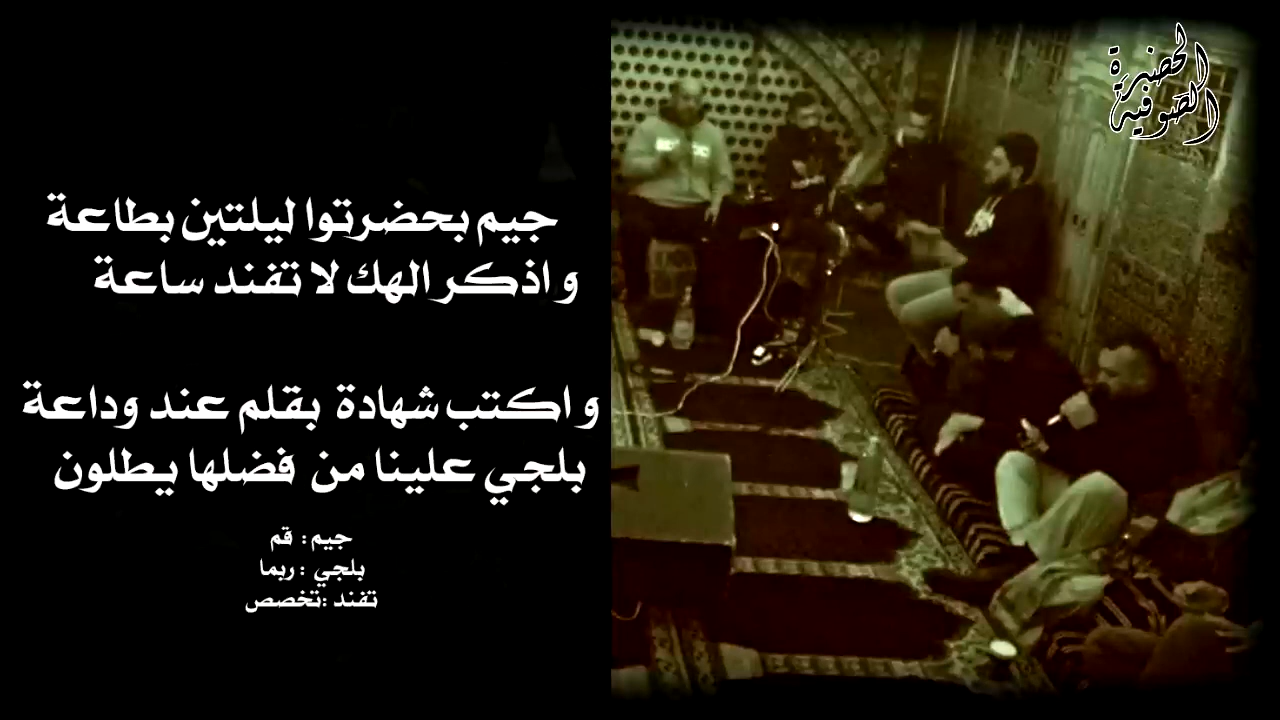 الحضرة
الصوفية
جيم بحضرتوا ليلتين بطاعة
و اذكر الهك لا تفند ساعة
و اكتب شهادة بقلم عند وداعة
بلجي علينا من فضلها يطلون
جيم : قم
بلجي : ربما
تفند :تخصص